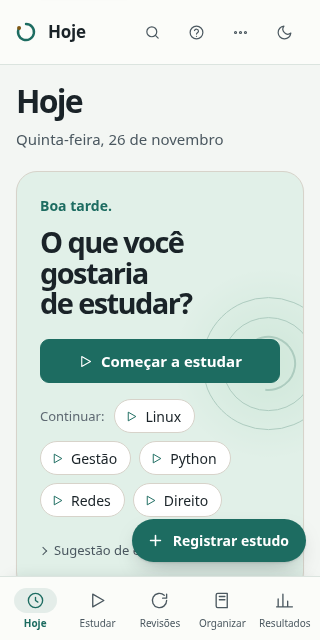 Hoje
Hoje
Quinta-feira, 26 de novembro
Boa tarde.
O que você
gostaria
de estudar?
Começar a estudar
Continuar:
Linux
Gestão
Python
Redes
Direito
Sugestão de
Registrar estudo
Hoje
Estudar
Revisões
Organizar
Resultados